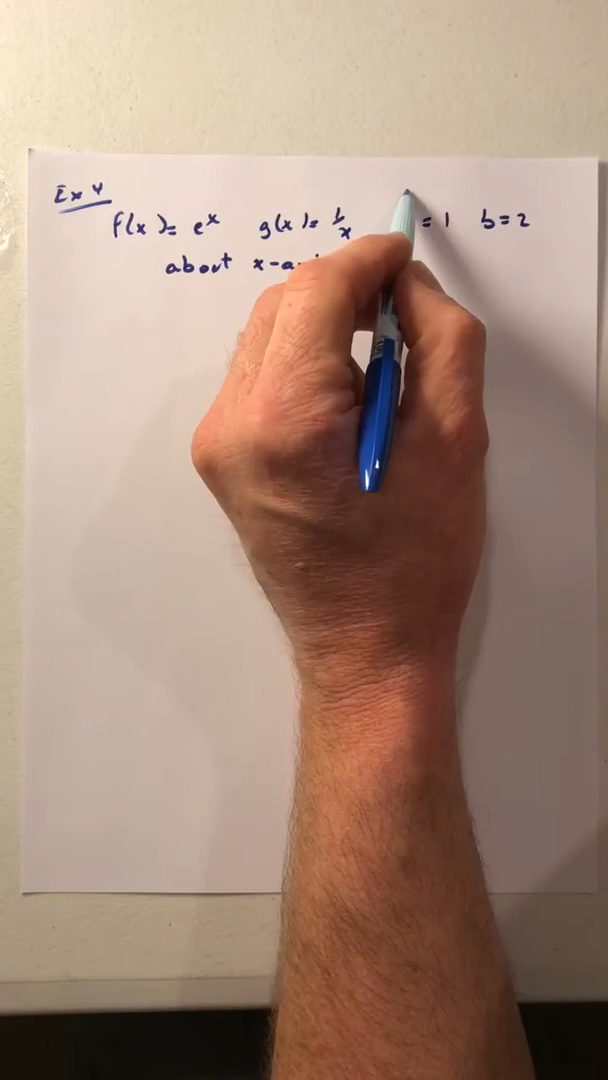 Ex 4
f(x)= e^x g(x)= 1/x = 1 b=2
about